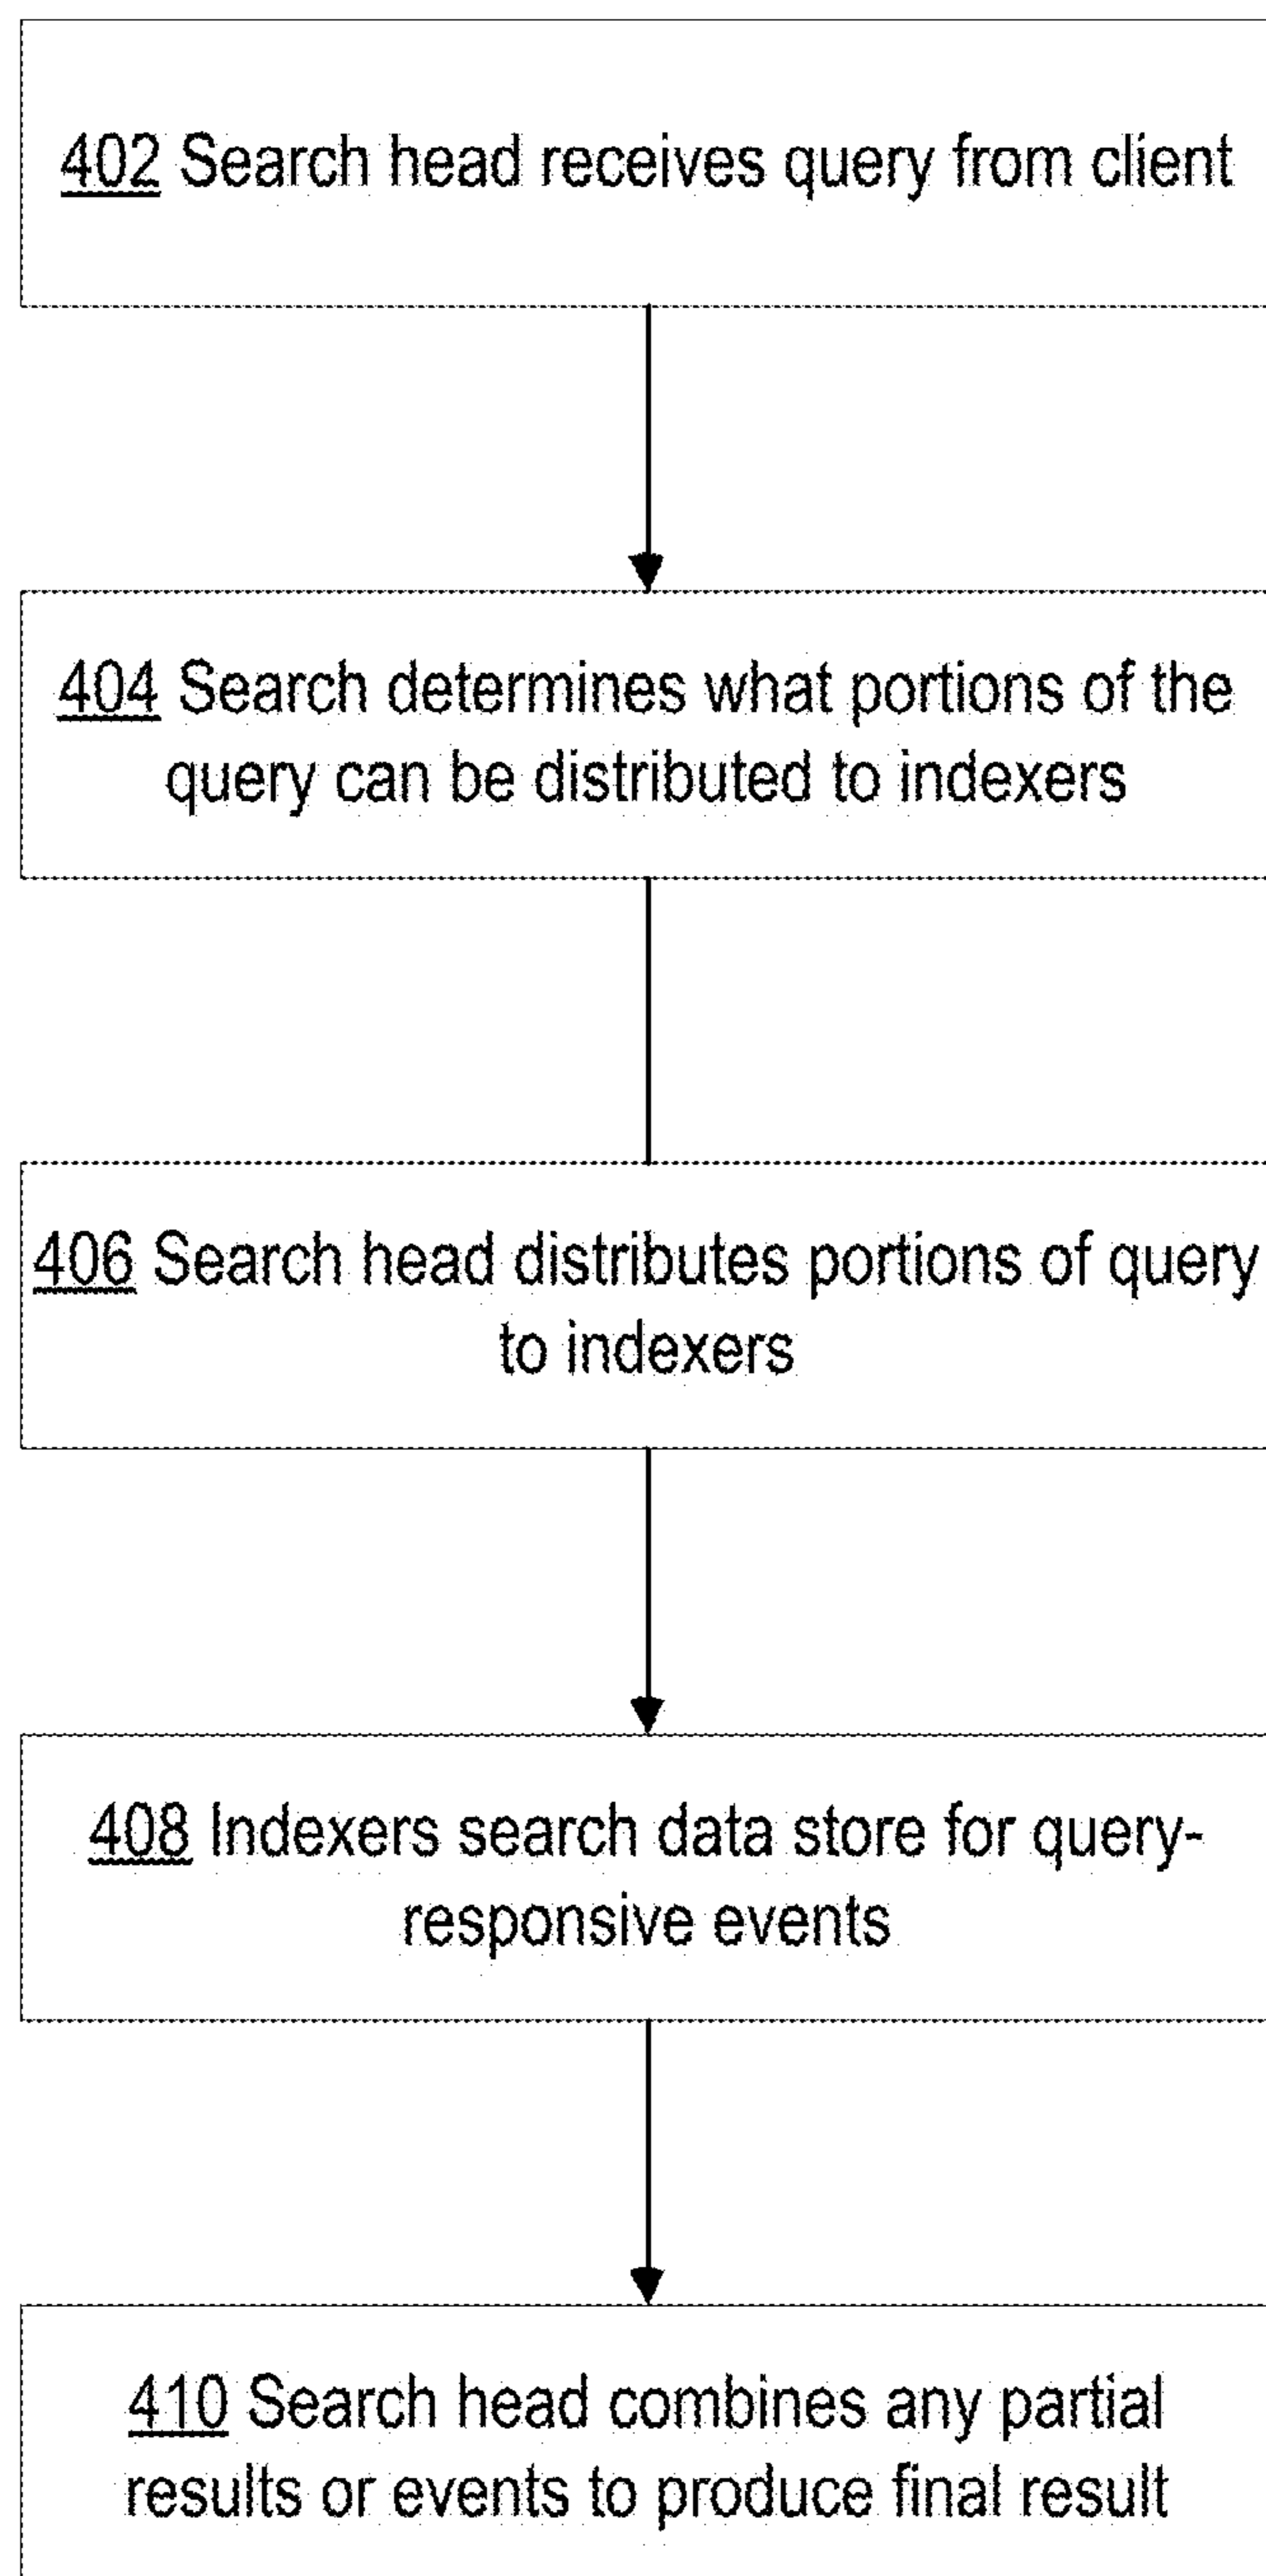 402 Search head receives query from client
404 Search determines what portions of the
query can be distributed to indexers
406 Search head distributes portions of query
to indexers
408 Indexers search data store for query-
responsive events
410 Search head combines any partial
results or events to produce final result